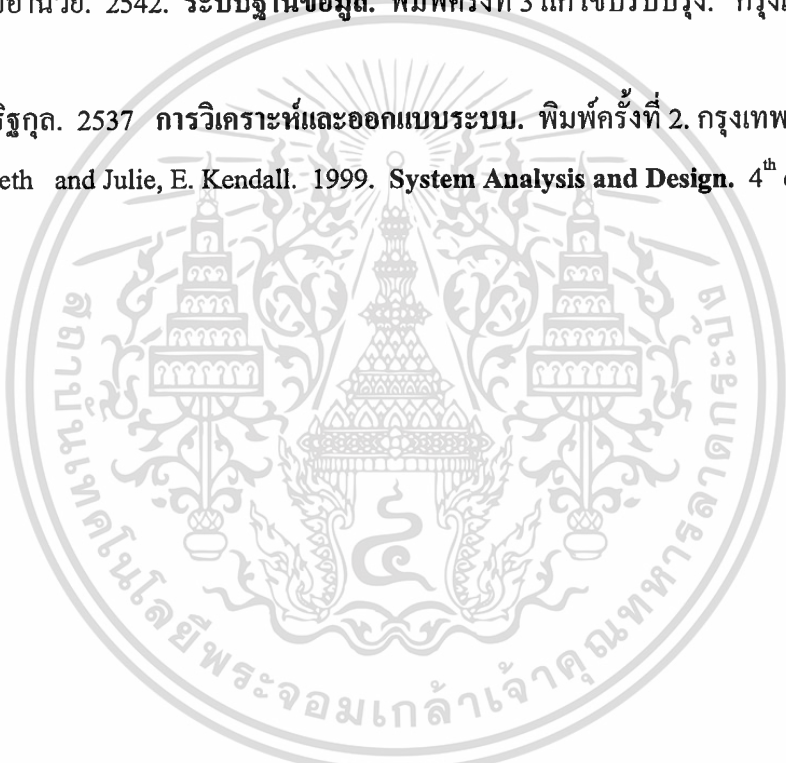 2542. ระบบฐานข้อมูล. พิมพ์ครั้งที่ 3 แก้ไขปรับปรุง.
ริฐกุล. 2537 การวิเคราะห์และออกแบบระบบ. พิมพ์ครั้งที่ 2. กรุงเทพ
eth and Julie, E. Kendall. 1999. System Analysis and Design. 4th
สถาบันเทคโนโลยีพระจอมเกล้าเจ้าคุณทหารลาดกระบัง